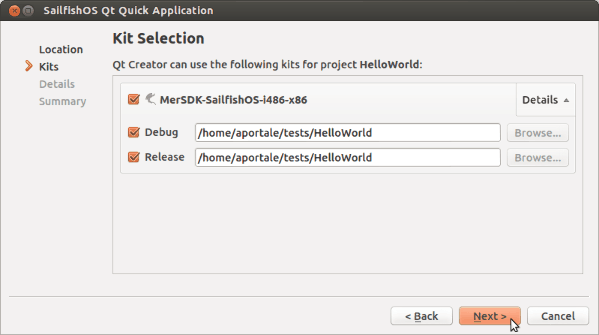 SailfishOS Qt Quick Application
Location
Kits
Details
Summary
Kit Selection
Qt Creator can use the following kits for project HelloWorld:
MerSDK-SailfishOS-i486-x86
Details
Debug
/home/aportale/tests/HelloWorld
Browse...
Release
/home/aportale/tests/HelloWorld
Browse...
< Back
Next >
Cancel